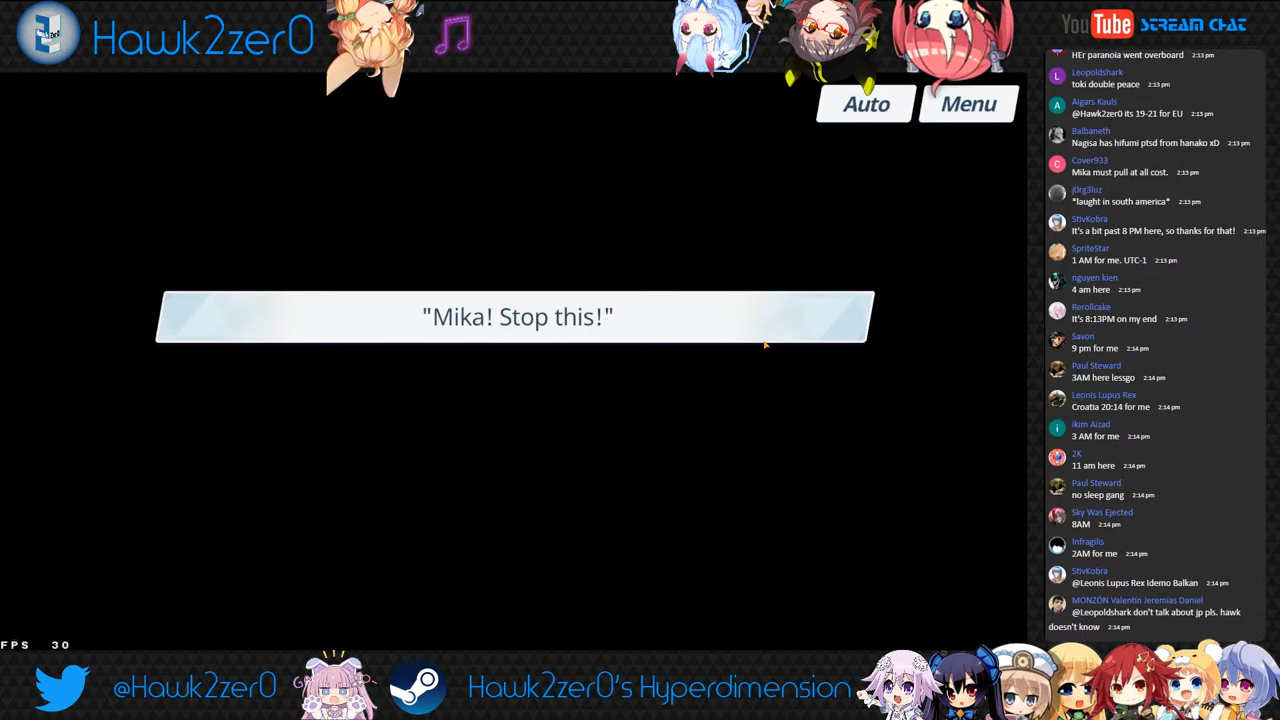 Hawk2zer0
You Tube STREAM CHAT
Auto
Menu
"Mika! Stop this!"
HEr paranoia went overboard 2:13 pm
L Leopoldshark
toki double peace 2:13 pm
A Aigars Kauls
@Hawk2zer0 its 19-21 for EU 2:13 pm
Balbaneth
Nagisa has hifumi ptsd from hanako xD 2:13 pm
C Cover933
Mika must pull at all cost. 2:13 pm
j0rg3luz
*laught in south america* 2:13 pm
StivKobra
It's a bit past 8 PM here, so thanks for that! 2:13 pm
SpriteStar
1 AM for me. UTC-1 2:13 pm
nguyen kien
4 am here 2:13 pm
Rerollcake
It's 8:13PM on my end 2:13 pm
Savon
9 pm for me 2:14 pm
Paul Steward
3AM here lessgo 2:14 pm
Leonis Lupus Rex
Croatia 20:14 for me 2:14 pm
i ikim Aizad
3 AM for me 2:14 pm
2K
11 am here 2:14 pm
Paul Steward
no sleep gang 2:14 pm
Sky Was Ejected
8AM 2:14 pm
Infragilis
2AM for me 2:14 pm
StivKobra
@Leonis Lupus Rex Idemo Balkan 2:14 pm
MONZÓN Valentín Jeremias Daniel
@Leopoldshark don't talk about jp pls. hawk
doesn't know 2:14 pm
FPS 30
@Hawk2zer0
Hawk2zer0's Hyperdimension